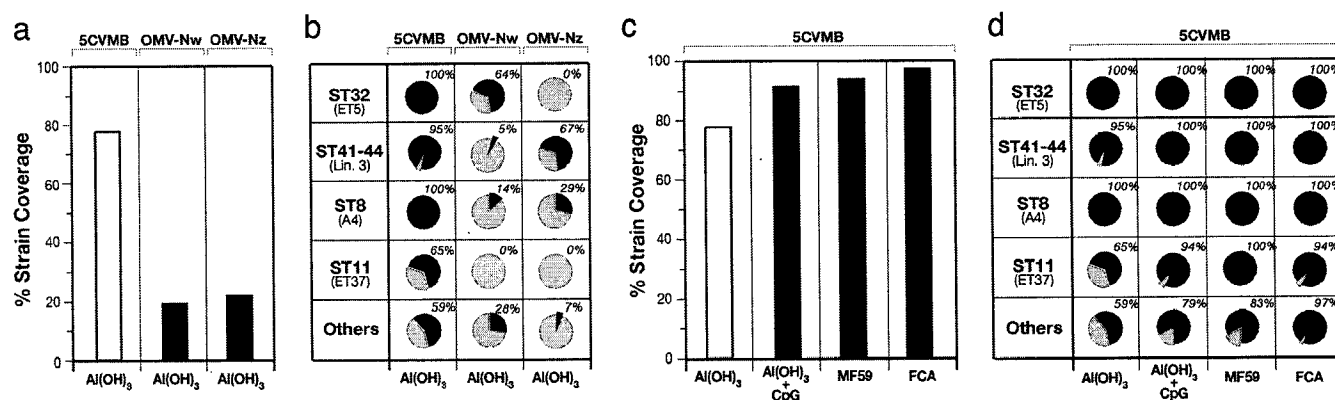 a
5CVMB OMV-Nw OMV-Nz
% Strain Coverage
100
80
60
40
20
0
Al(OH)3 Al(OH)3 Al(OH)3
b
5CVMB OMV-Nw OMV-Nz
ST32 100% 64% 0%
(ET5)
ST41-44 95% 5% 67%
(Lin. 3)
ST8 100% 14% 29%
(A4)
ST11 65% 0% 0%
(ET37)
Others 59% 28% 7%
Al(OH)3 Al(OH)3 Al(OH)3
c
5CVMB
% Strain Coverage
100
80
60
40
20
0
Al(OH)3 Al(OH)3 MF59 FCA
+
CpG
d
5CVMB
ST32 100% 100% 100% 100%
(ET5)
ST41-44 95% 100% 100% 100%
(Lin. 3)
ST8 100% 100% 100% 100%
(A4)
ST11 65% 94% 100% 94%
(ET37)
Others 59% 79% 83% 97%
Al(OH)3 Al(OH)3 MF59 FCA
+
CpG